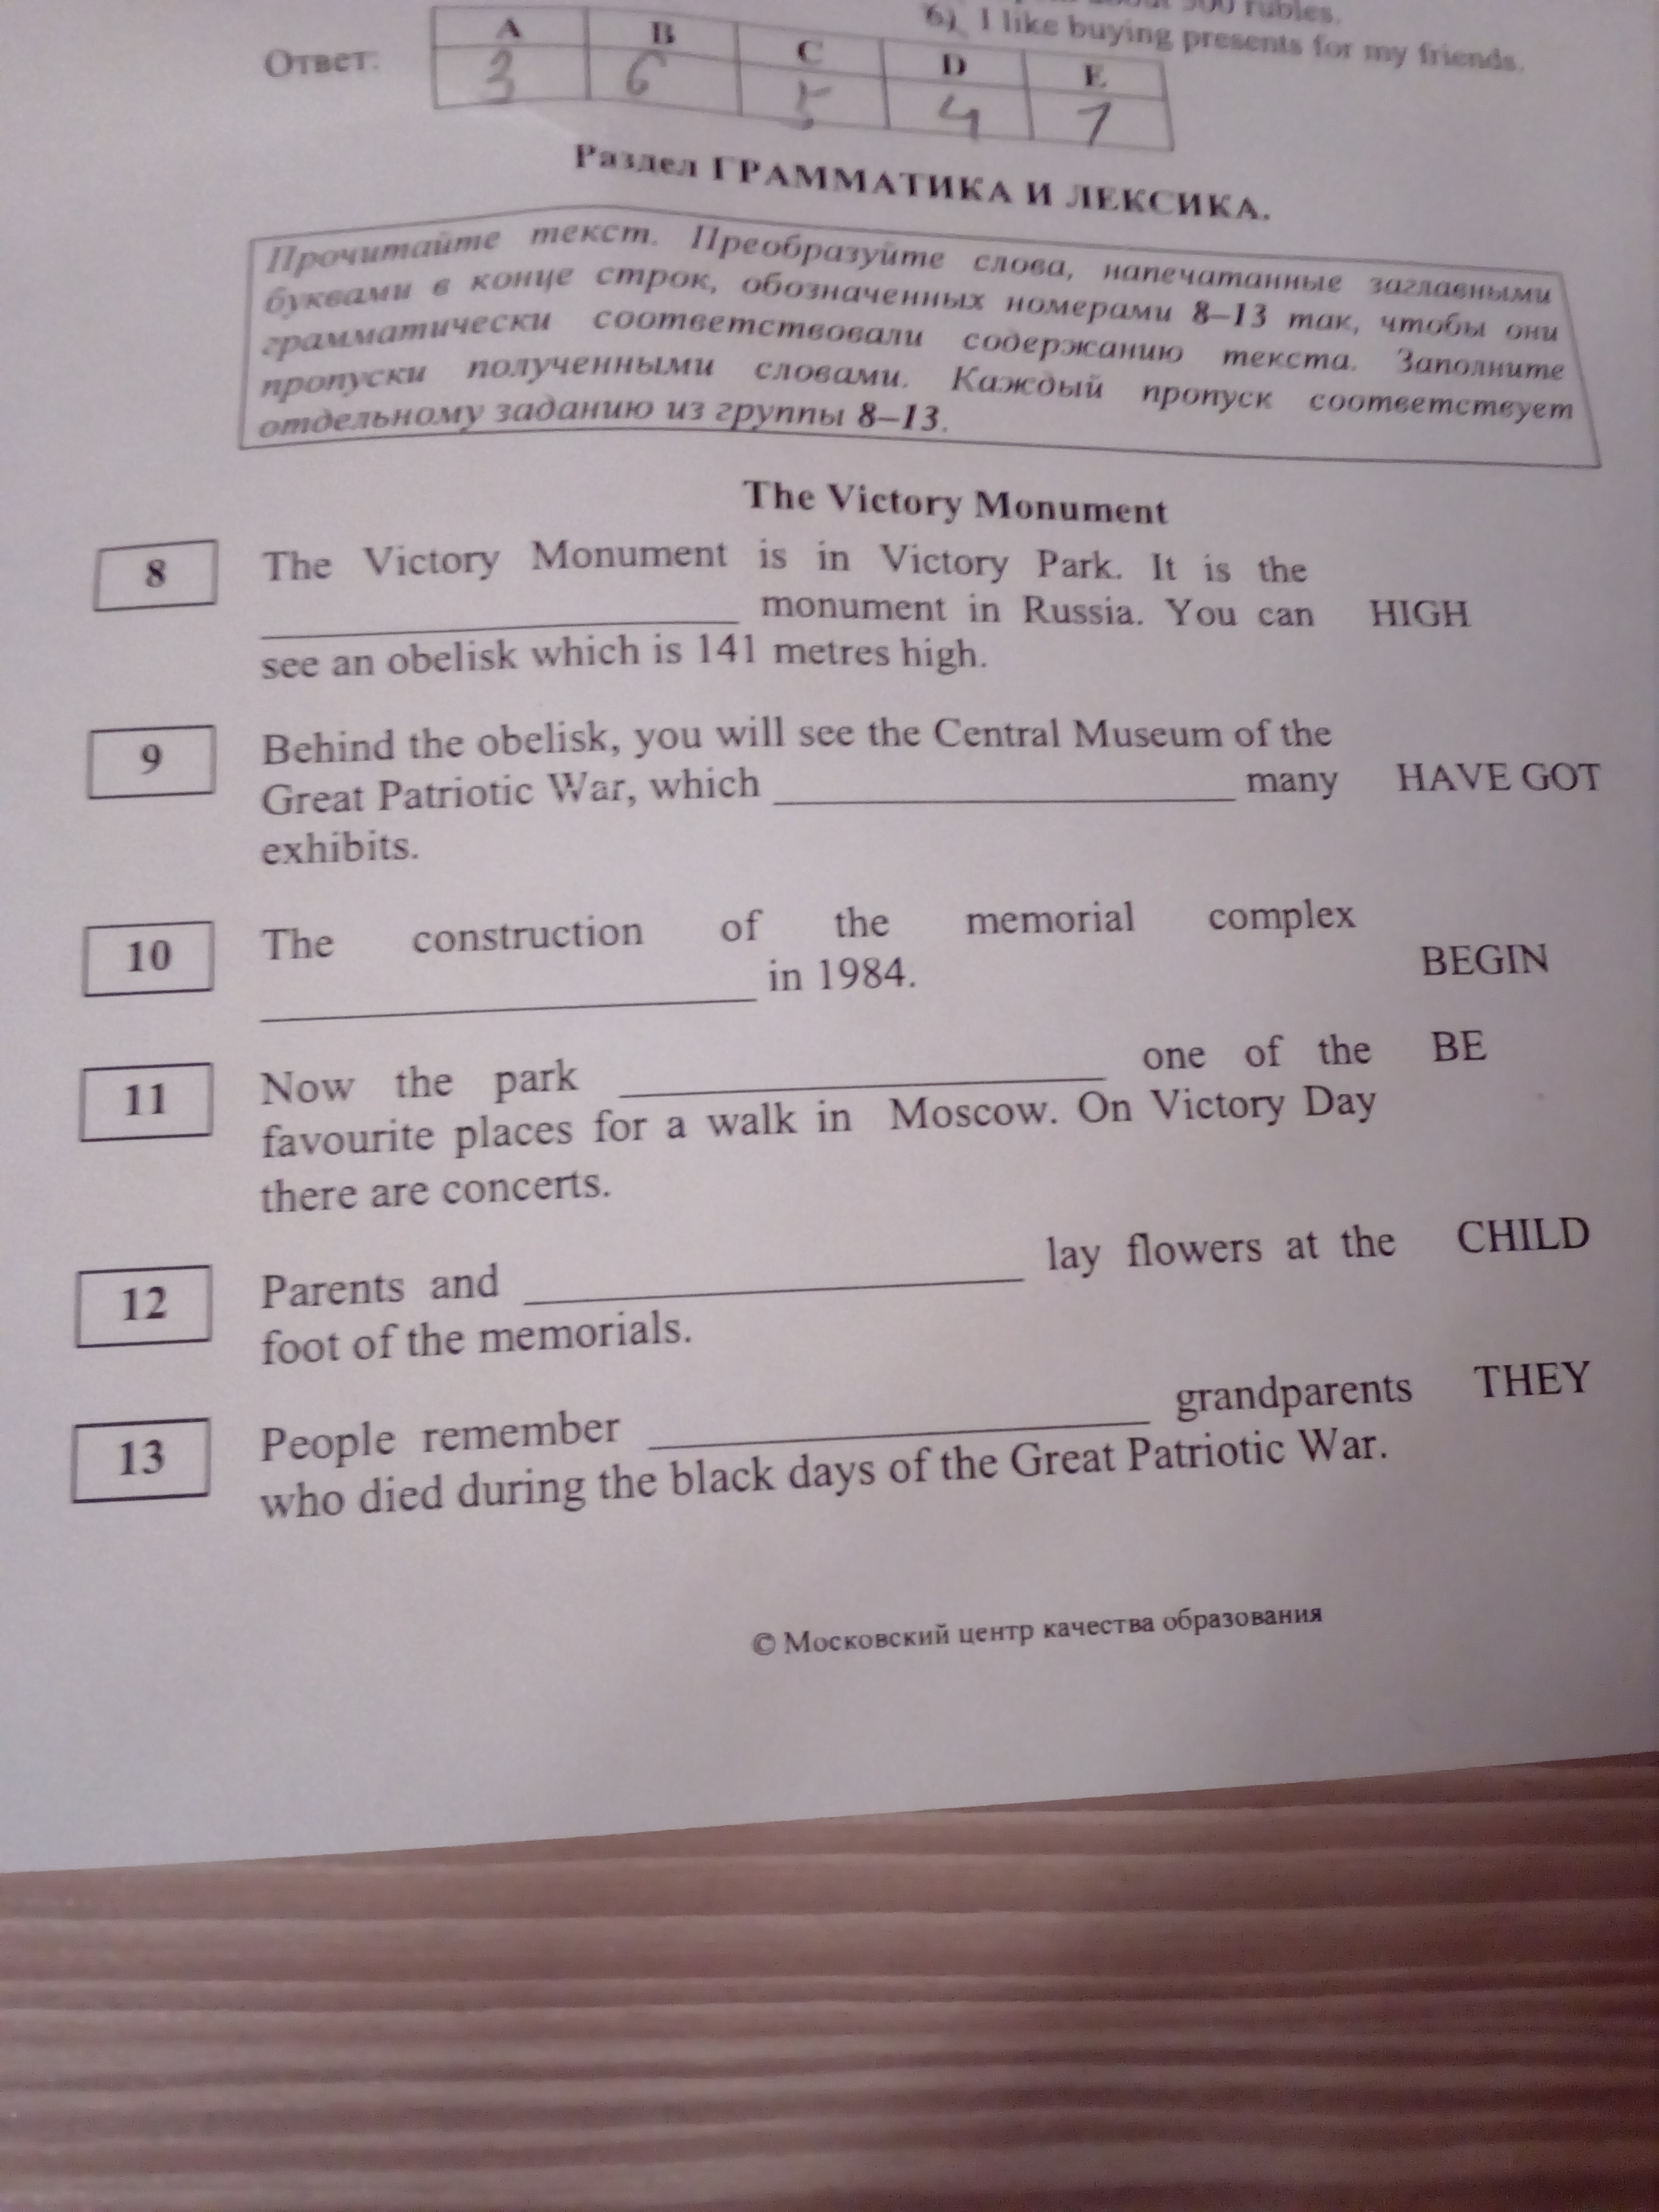 500 rubles.
6) I like buying presents for my friends.
Ответ:
A B C D E
3 6 5 4 1
Раздел ГРАММАТИКА И ЛЕКСИКА.
Прочитайте текст. Преобразуйте слова, напечатанные заглавными
буквами в конце строк, обозначенных номерами 8–13 так, чтобы они
грамматически соответствовали содержанию текста. Заполните
пропуски полученными словами. Каждый пропуск соответствует
отдельному заданию из группы 8–13.
The Victory Monument
8 The Victory Monument is in Victory Park. It is the
monument in Russia. You can HIGH
see an obelisk which is 141 metres high.
9 Behind the obelisk, you will see the Central Museum of the
Great Patriotic War, which many HAVE GOT
exhibits.
10 The construction of the memorial complex
in 1984. BEGIN
11 Now the park one of the BE
favourite places for a walk in Moscow. On Victory Day
there are concerts.
12 Parents and lay flowers at the CHILD
foot of the memorials.
13 People remember grandparents THEY
who died during the black days of the Great Patriotic War.
© Московский центр качества образования